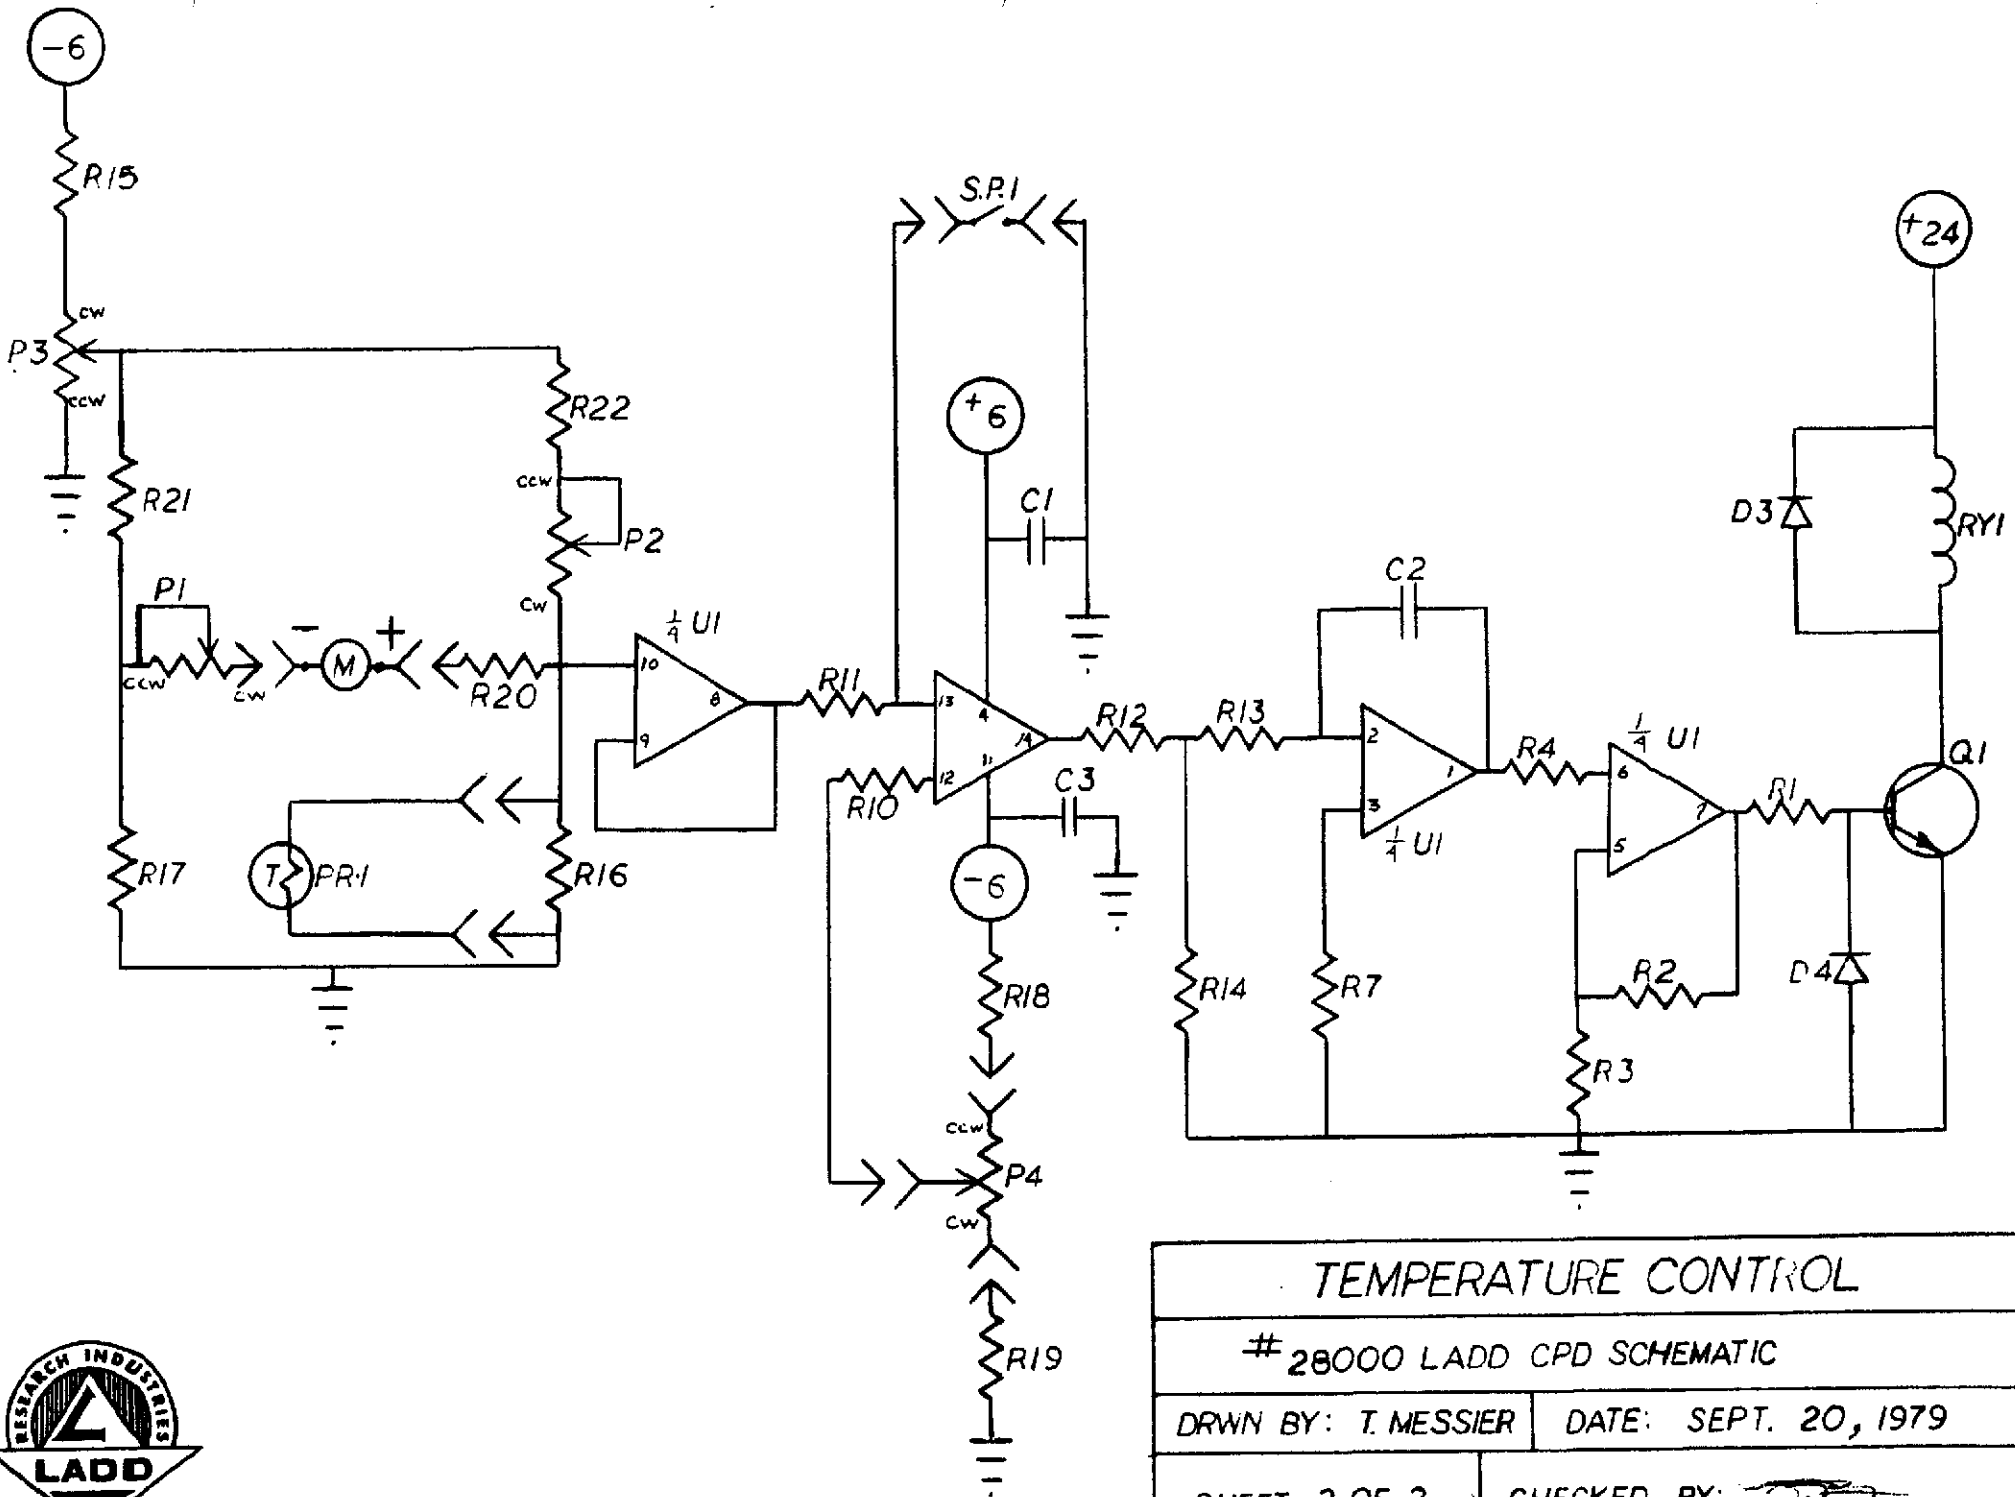 -6
R15
CW
P3
CCW
R21
R22
CCW
P2
CW
P1
CCW
CW
-
M
+
R20
R17
T
PR1
R16
1/4 U1
10
9
8
R11
S.P.1
+6
C1
13
4
14
11
12
R10
C3
-6
R18
CCW
P4
CW
R19
R12
R13
R14
C2
2
3
1
1/4 U1
R7
R4
1/4 U1
6
5
7
R2
R3
R1
D4
Q1
+24
D3
RY1
RESEARCH INDUSTRIES
LADD
TEMPERATURE CONTROL
#28000 LADD CPD SCHEMATIC
DRWN BY: T. MESSIER
DATE: SEPT. 20, 1979
CHECKED BY: